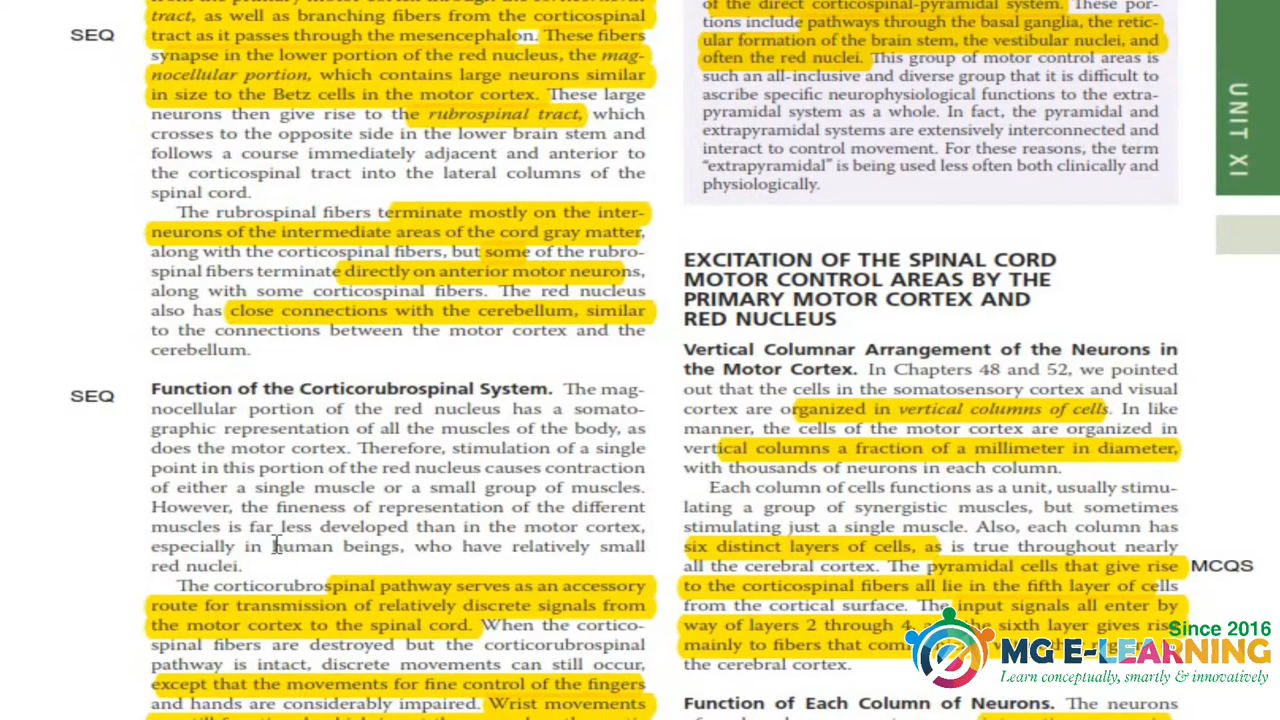 tract, as well as branching fibers from the corticospinal
SEQ
tract as it passes through the mesencephalon. These fibers
synapse in the lower portion of the red nucleus, the mag-
nocellular portion, which contains large neurons similar
in size to the Betz cells in the motor cortex. These large
neurons then give rise to the rubrospinal tract, which
crosses to the opposite side in the lower brain stem and
follows a course immediately adjacent and anterior to
the corticospinal tract into the lateral columns of the
spinal cord.
The rubrospinal fibers terminate mostly on the inter-
neurons of the intermediate areas of the cord gray matter,
along with the corticospinal fibers, but some of the rubro-
spinal fibers terminate directly on anterior motor neurons,
along with some corticospinal fibers. The red nucleus
also has close connections with the cerebellum, similar
to the connections between the motor cortex and the
cerebellum.
SEQ
Function of the Corticorubrospinal System. The mag-
nocellular portion of the red nucleus has a somato-
graphic representation of all the muscles of the body, as
does the motor cortex. Therefore, stimulation of a single
point in this portion of the red nucleus causes contraction
of either a single muscle or a small group of muscles.
However, the fineness of representation of the different
muscles is far less developed than in the motor cortex,
especially in human beings, who have relatively small
red nuclei.
The corticorubrospinal pathway serves as an accessory
route for transmission of relatively discrete signals from
the motor cortex to the spinal cord. When the cortico-
spinal fibers are destroyed but the corticorubrospinal
pathway is intact, discrete movements can still occur,
except that the movements for fine control of the fingers
and hands are considerably impaired. Wrist movements
of the direct corticospinal-pyramidal system. These por-
tions include pathways through the basal ganglia, the retic-
ular formation of the brain stem, the vestibular nuclei, and
often the red nuclei. This group of motor control areas is
such an all-inclusive and diverse group that it is difficult to
ascribe specific neurophysiological functions to the extra-
pyramidal system as a whole. In fact, the pyramidal and
extrapyramidal systems are extensively interconnected and
interact to control movement. For these reasons, the term
“extrapyramidal” is being used less often both clinically and
physiologically.
UNIT XI
EXCITATION OF THE SPINAL CORD
MOTOR CONTROL AREAS BY THE
PRIMARY MOTOR CORTEX AND
RED NUCLEUS
Vertical Columnar Arrangement of the Neurons in
the Motor Cortex. In Chapters 48 and 52, we pointed
out that the cells in the somatosensory cortex and visual
cortex are organized in vertical columns of cells. In like
manner, the cells of the motor cortex are organized in
vertical columns a fraction of a millimeter in diameter,
with thousands of neurons in each column.
Each column of cells functions as a unit, usually stimu-
lating a group of synergistic muscles, but sometimes
stimulating just a single muscle. Also, each column has
six distinct layers of cells, as is true throughout nearly
all the cerebral cortex. The pyramidal cells that give rise
MCQS
to the corticospinal fibers all lie in the fifth layer of cells
from the cortical surface. The input signals all enter by
way of layers 2 through 4, the sixth layer gives rise
mainly to fibers that
the cerebral cortex.
Function of Each Column of Neurons. The neurons
Since 2016
MG E-LEARNING
Learn conceptually, smartly & innovatively